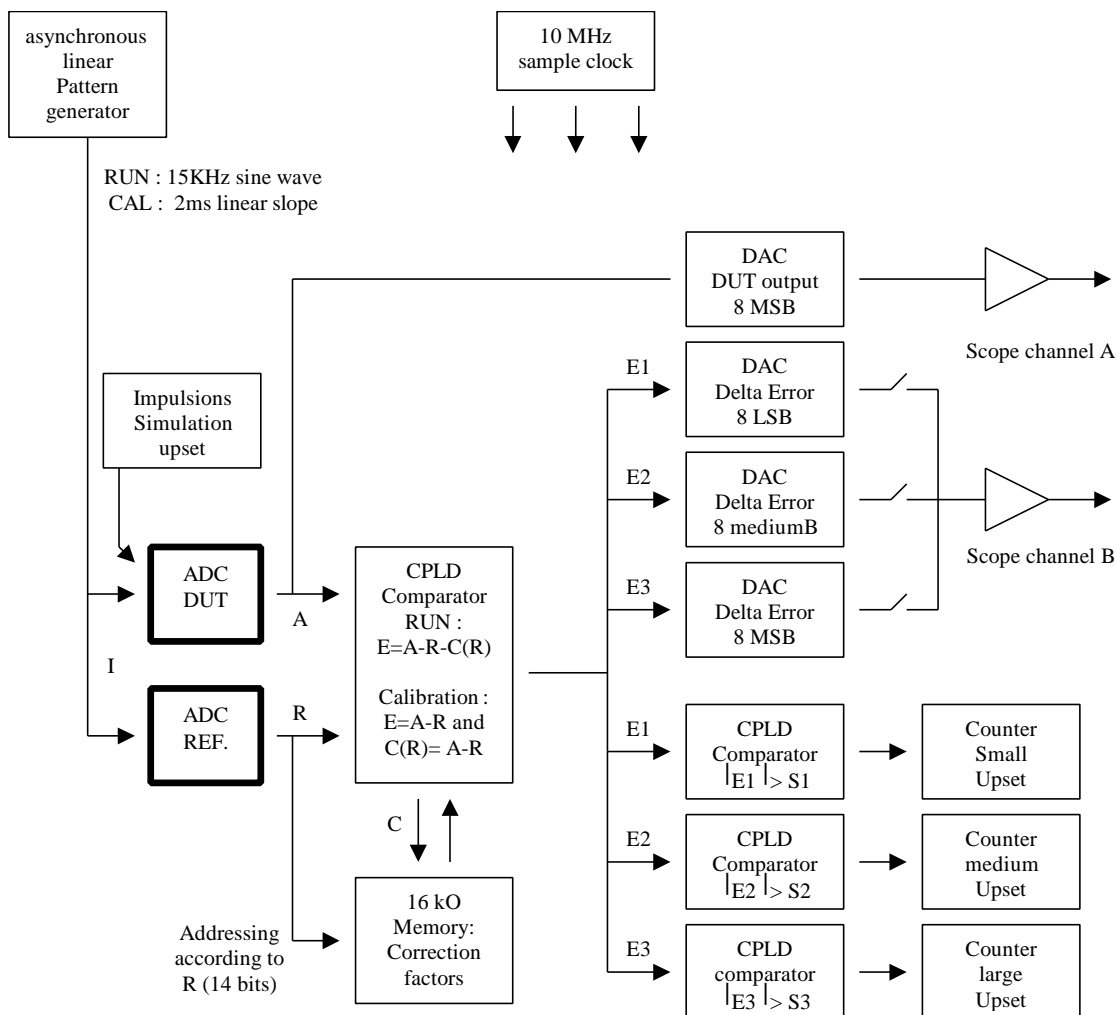 asynchronous
linear
Pattern
generator
10 MHz
sample clock
RUN : 15KHz sine wave
CAL : 2ms linear slope
DAC
DUT output
8 MSB
Scope channel A
Impulsions
Simulation
upset
E1
DAC
Delta Error
8 LSB
E2
DAC
Delta Error
8 mediumB
Scope channel B
E3
DAC
Delta Error
8 MSB
ADC
DUT
A
I
ADC
REF.
R
CPLD
Comparator
RUN :
E=A-R-C(R)
Calibration :
E=A-R and
C(R)= A-R
C
16 kO
Memory:
Correction
factors
Addressing
according to
R (14 bits)
E1
CPLD
Comparator
|E1 |> S1
Counter
Small
Upset
E2
CPLD
Comparator
|E2 |> S2
Counter
medium
Upset
E3
CPLD
comparator
|E3 |> S3
Counter
large
Upset